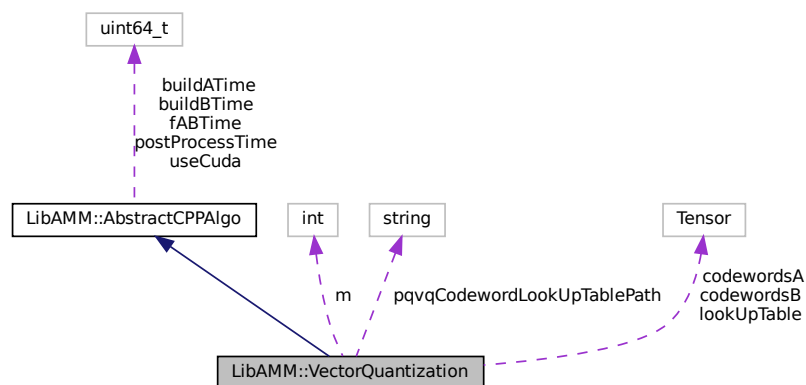 uint64_t
buildATime
buildBTime
fABTime
postProcessTime
useCuda
LibAMM::AbstractCPPAlgo
int
string
Tensor
m
pqvqCodewordLookUpTablePath
codewordsA
codewordsB
lookUpTable
LibAMM::VectorQuantization